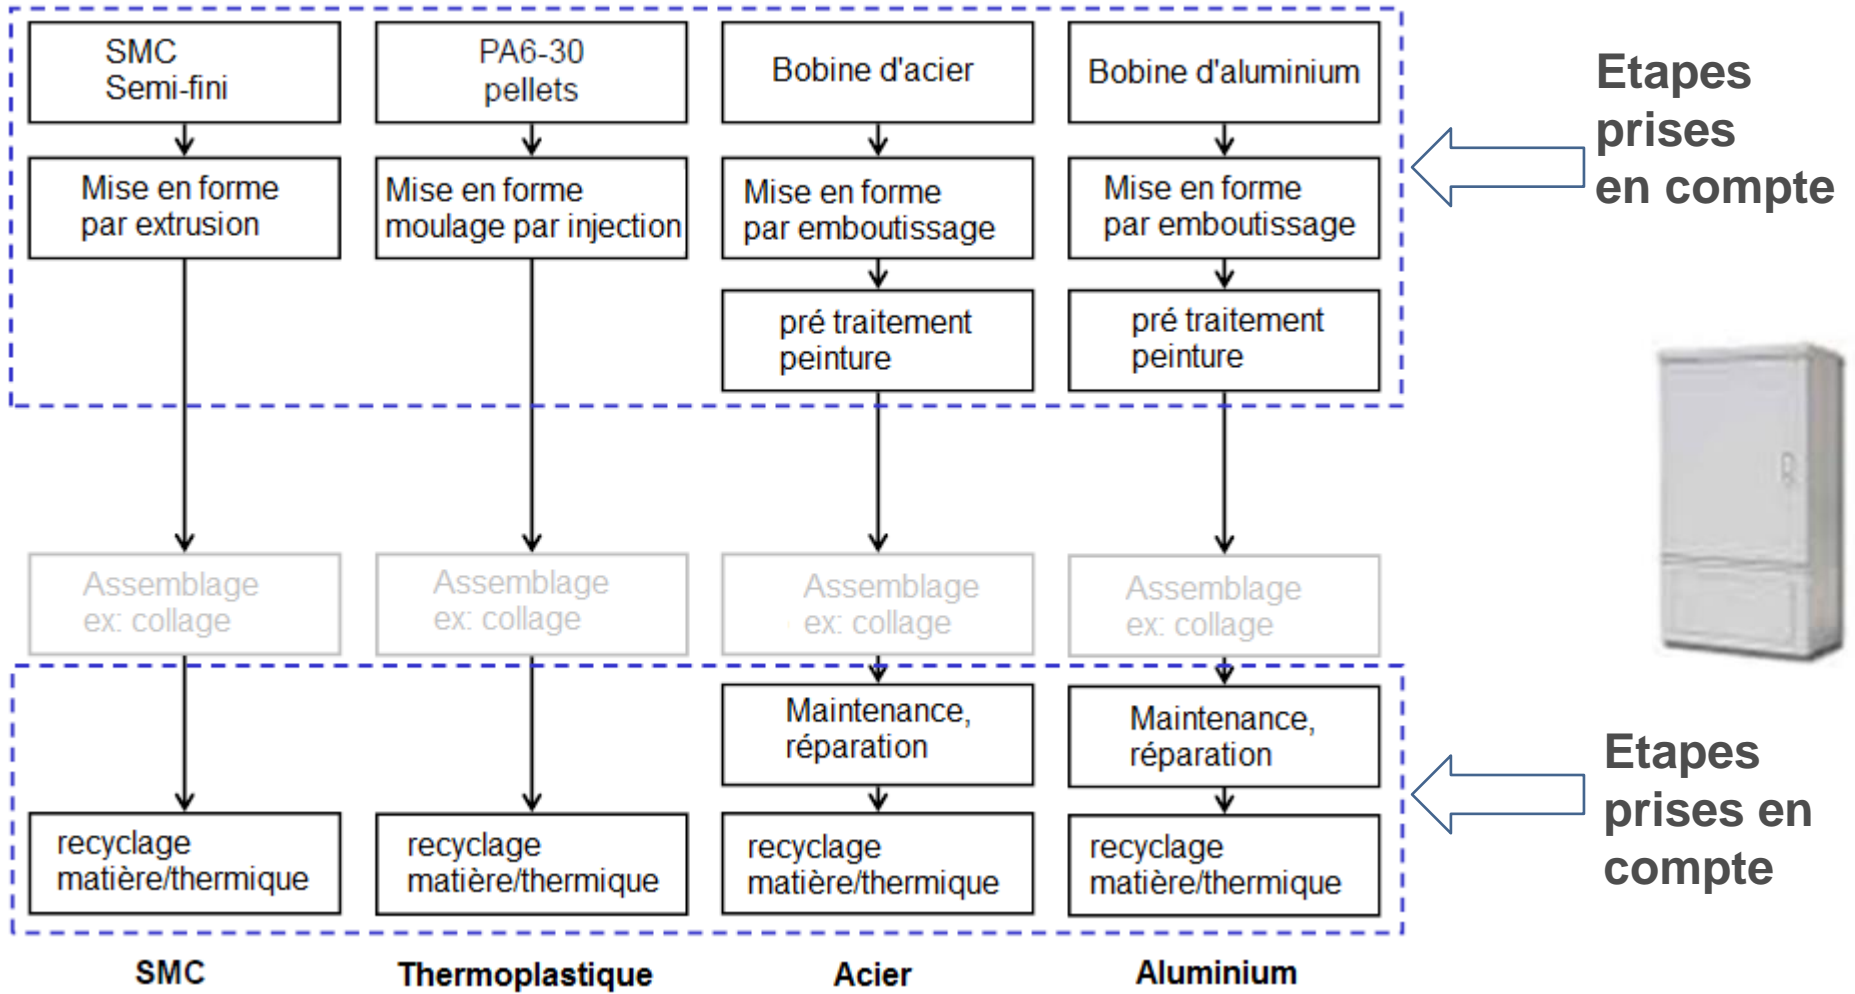 SMC
Semi-fini
PA6-30
pellets
Bobine d'acier
Bobine d'aluminium
Etapes
prises
en compte
Mise en forme
par extrusion
Mise en forme
moulage par injection
Mise en forme
par emboutissage
Mise en forme
par emboutissage
pré traitement
peinture
pré traitement
peinture
Assemblage
ex: collage
Assemblage
ex: collage
Assemblage
ex: collage
Assemblage
ex: collage
Maintenance,
réparation
Maintenance,
réparation
Etapes
prises en
compte
recyclage
matière/thermique
recyclage
matière/thermique
recyclage
matière/thermique
recyclage
matière/thermique
SMC
Thermoplastique
Acier
Aluminium